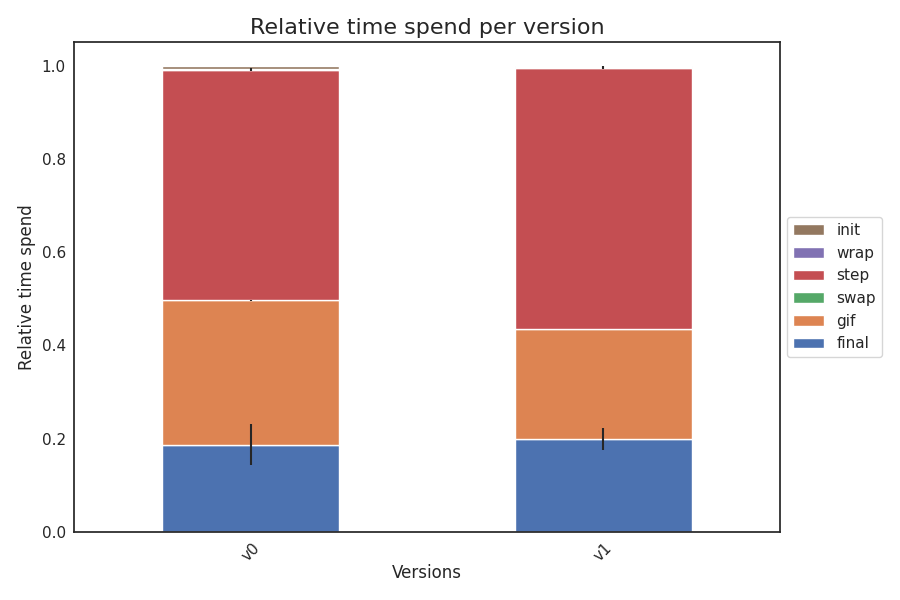 Relative time spend per version
1.0
0.8
0.6
0.4
0.2
0.0
Relative time spend
v0
v1
Versions
init
wrap
step
swap
gif
final